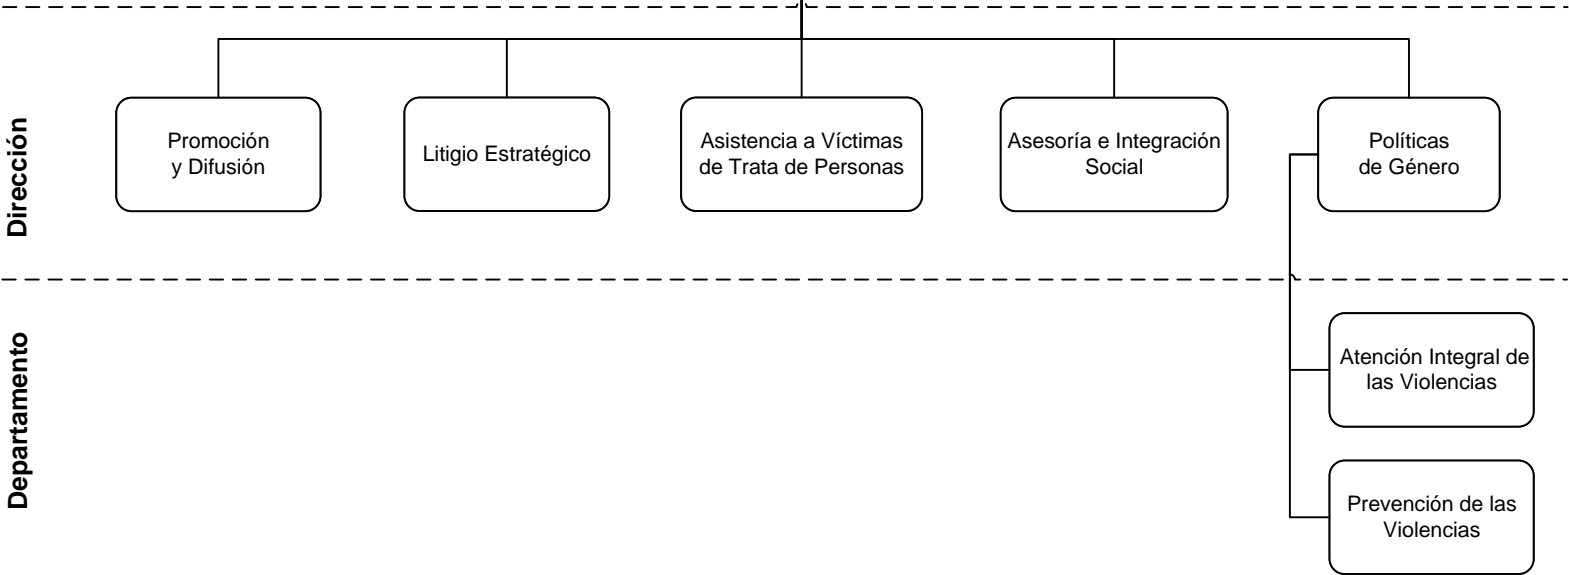 Dirección
Promoción
y Difusión
Litigio Estratégico
Asistencia a Víctimas
de Trata de Personas
Asesoría e Integración
Social
Políticas
de Género
Departamento
Atención Integral de
las Violencias
Prevención de las
Violencias